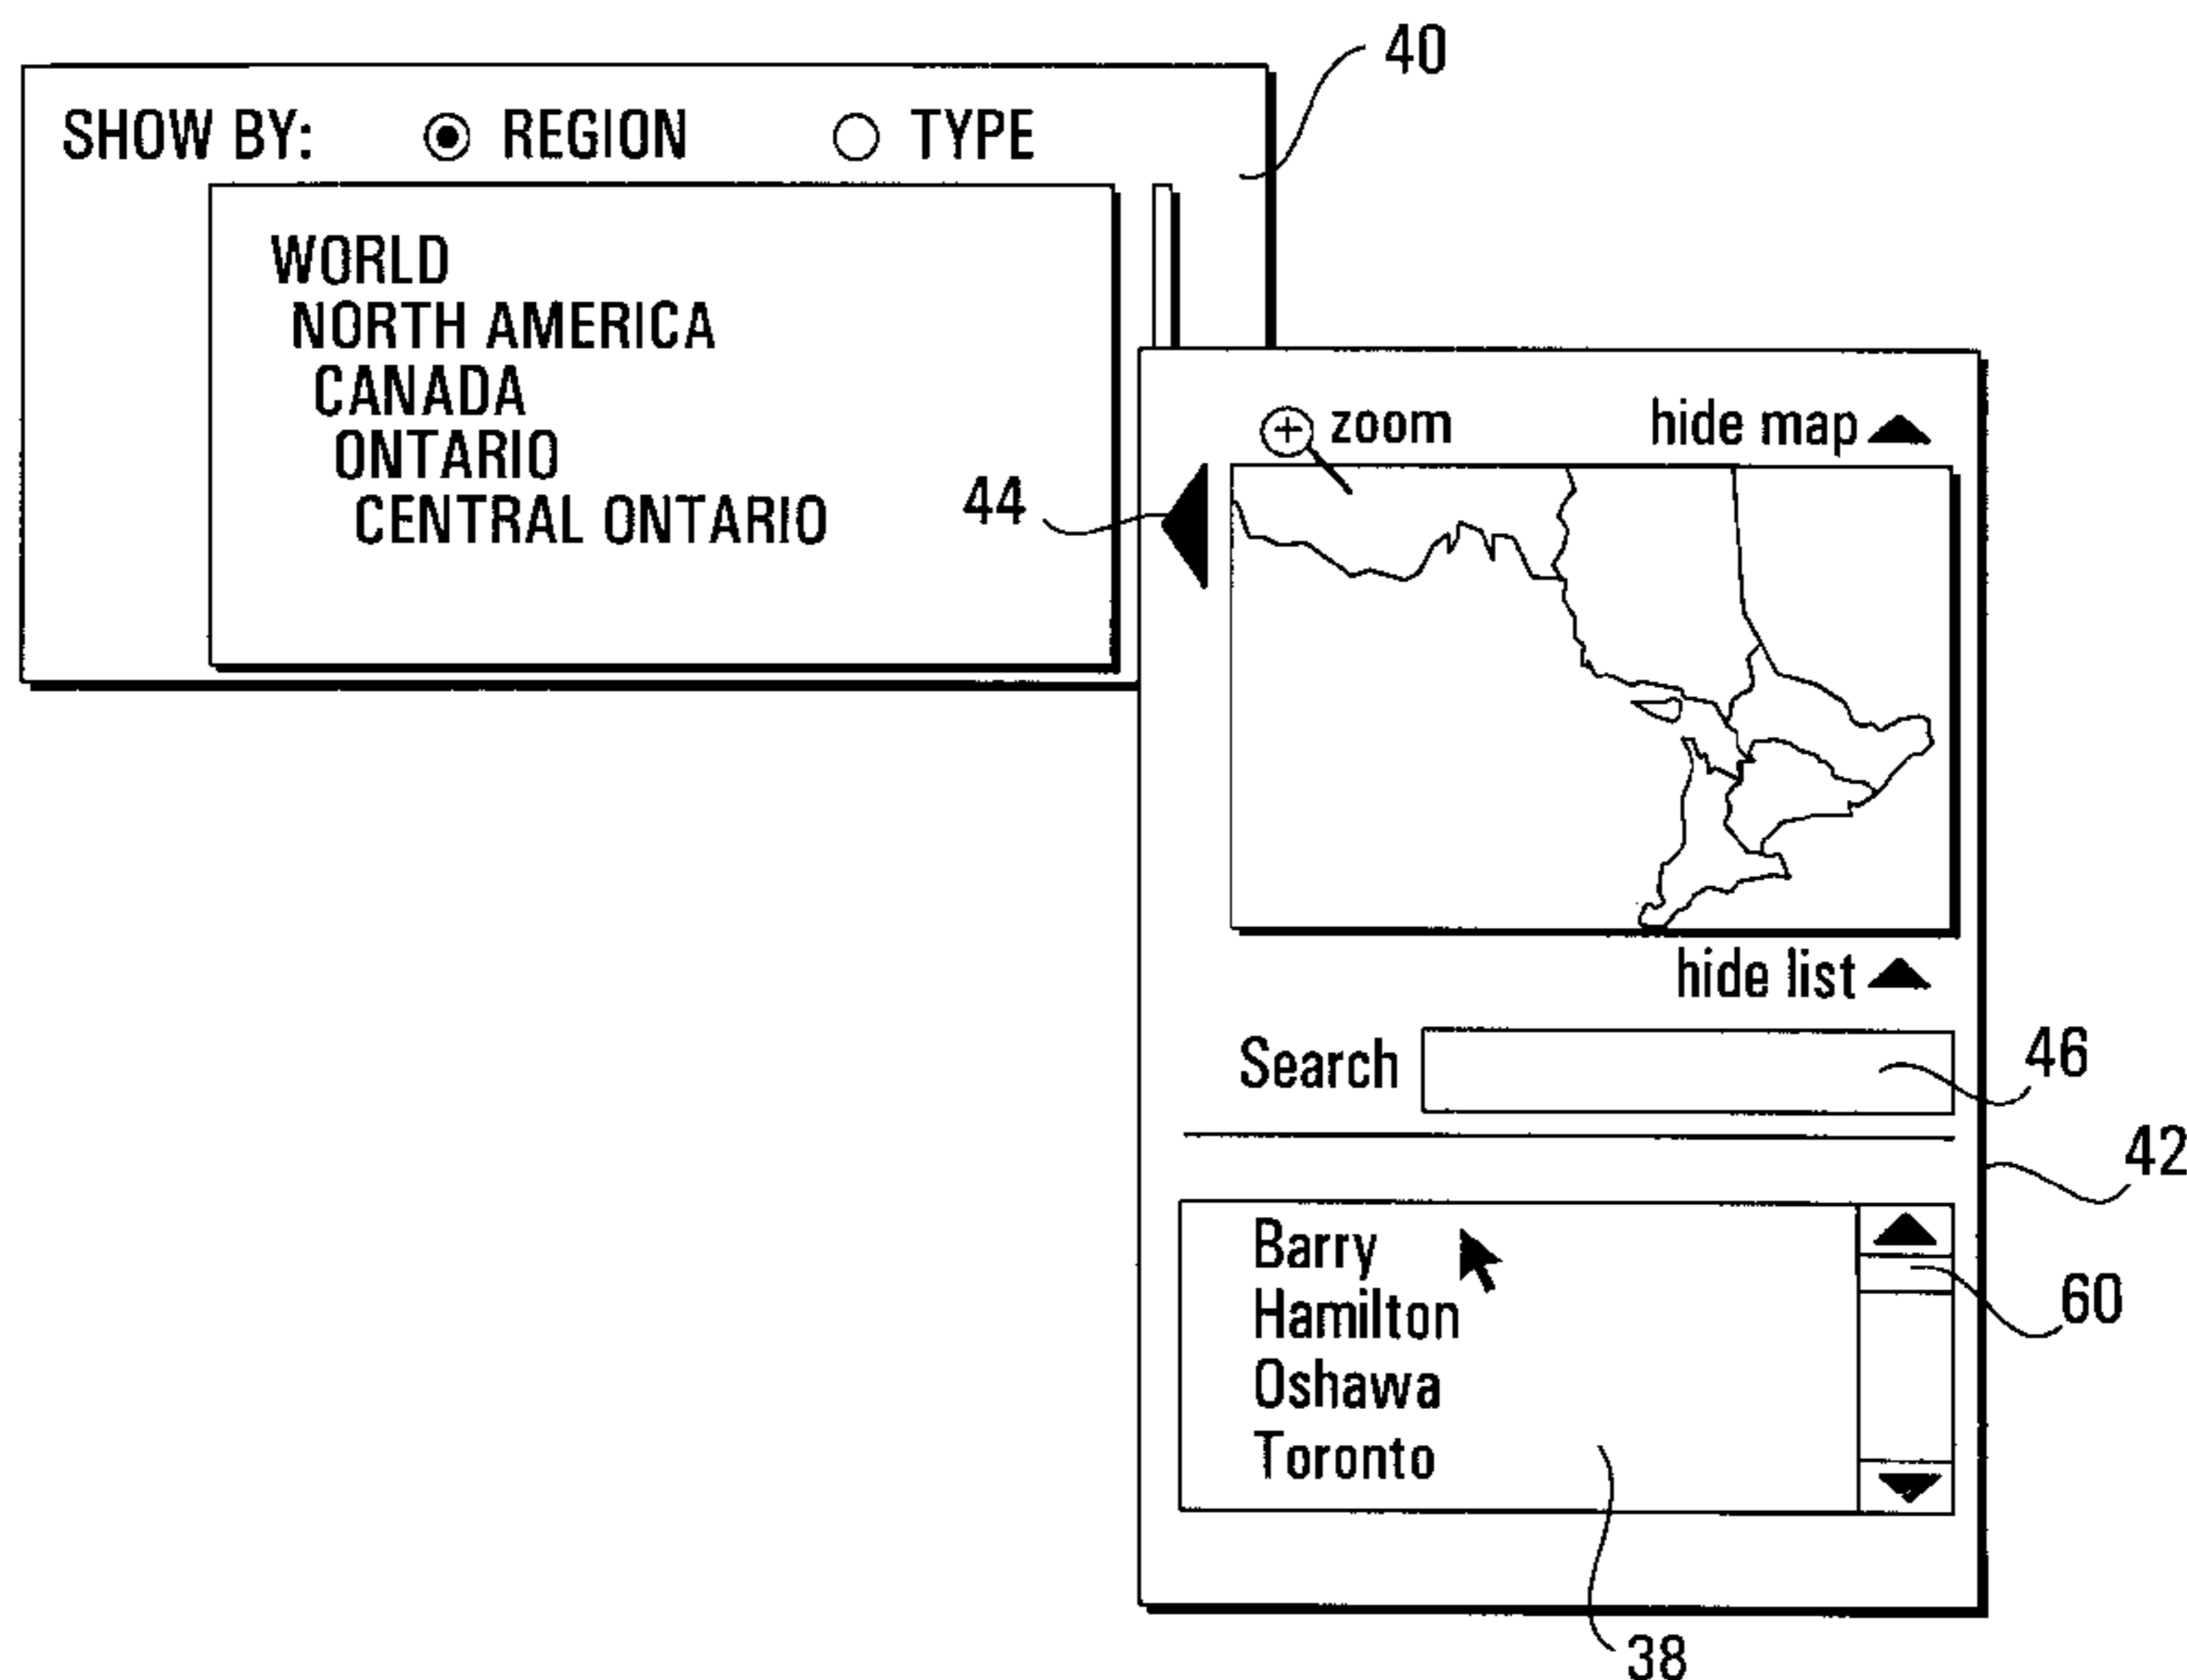 40
SHOW BY: REGION TYPE
WORLD
NORTH AMERICA
CANADA
ONTARIO
CENTRAL ONTARIO
44
zoom hide map
hide list
Search
46
42
Barry
Hamilton
Oshawa
Toronto
60
38